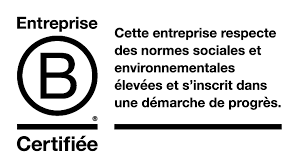 Entreprise
B
®
Certifiée
Cette entreprise respecte
des normes sociales et
environnementales
élevées et s'inscrit dans
une démarche de progrès.